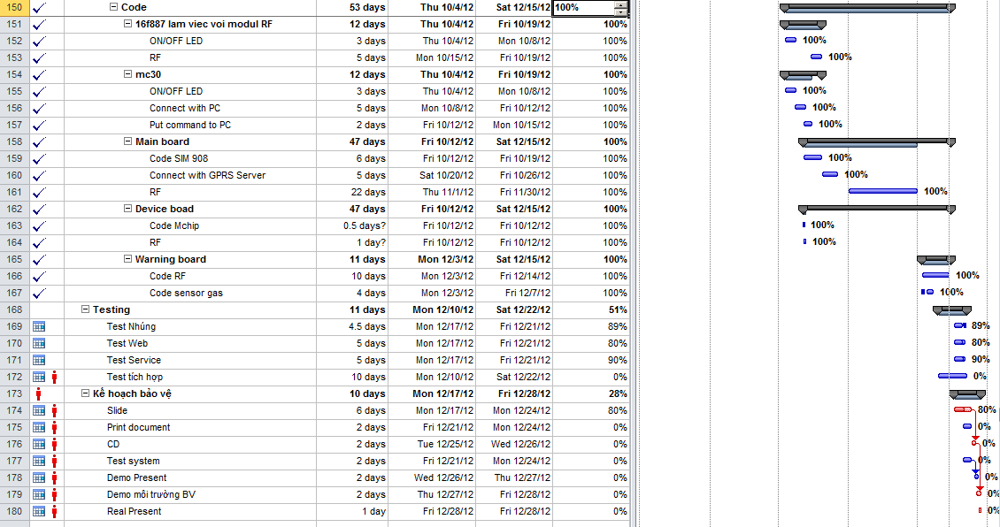 150 Code 53 days Thu 10/4/12 Sat 12/15/12 100%
151 16f887 lam viec voi modul RF 12 days Thu 10/4/12 Fri 10/19/12 100%
152 ON/OFF LED 3 days Thu 10/4/12 Mon 10/8/12 100% 100%
153 RF 5 days Mon 10/15/12 Fri 10/19/12 100% 100%
154 mc30 12 days Thu 10/4/12 Fri 10/19/12 100%
155 ON/OFF LED 3 days Thu 10/4/12 Mon 10/8/12 100% 100%
156 Connect with PC 5 days Mon 10/8/12 Fri 10/12/12 100% 100%
157 Put command to PC 2 days Fri 10/12/12 Mon 10/15/12 100% 100%
158 Main board 47 days Fri 10/12/12 Sat 12/15/12 100%
159 Code SIM 908 6 days Fri 10/12/12 Fri 10/19/12 100% 100%
160 Connect with GPRS Server 5 days Sat 10/20/12 Fri 10/26/12 100% 100%
161 RF 22 days Thu 11/1/12 Fri 11/30/12 100% 100%
162 Device boad 47 days Fri 10/12/12 Sat 12/15/12 100%
163 Code Mchip 0.5 days? Fri 10/12/12 Fri 10/12/12 100% 100%
164 RF 1 day? Fri 10/12/12 Fri 10/12/12 100% 100%
165 Warning board 11 days Mon 12/3/12 Sat 12/15/12 100%
166 Code RF 10 days Mon 12/3/12 Fri 12/14/12 100% 100%
167 Code sensor gas 4 days Mon 12/3/12 Fri 12/7/12 100% 100%
168 Testing 11 days Mon 12/10/12 Sat 12/22/12 51%
169 Test Nhúng 4.5 days Mon 12/17/12 Fri 12/21/12 89% 89%
170 Test Web 5 days Mon 12/17/12 Fri 12/21/12 80% 80%
171 Test Service 5 days Mon 12/17/12 Fri 12/21/12 90% 90%
172 Test tích hợp 10 days Mon 12/10/12 Sat 12/22/12 0% 0%
173 Kế hoạch bảo vệ 10 days Mon 12/17/12 Fri 12/28/12 28%
174 Slide 6 days Mon 12/17/12 Mon 12/24/12 80% 80%
175 Print document 2 days Fri 12/21/12 Mon 12/24/12 0% 0%
176 CD 2 days Tue 12/25/12 Wed 12/26/12 0% 0%
177 Test system 2 days Fri 12/21/12 Mon 12/24/12 0% 0%
178 Demo Present 2 days Wed 12/26/12 Thu 12/27/12 0% 0%
179 Demo môi trường BV 2 days Thu 12/27/12 Fri 12/28/12 0% 0%
180 Real Present 1 day Fri 12/28/12 Fri 12/28/12 0% 0%